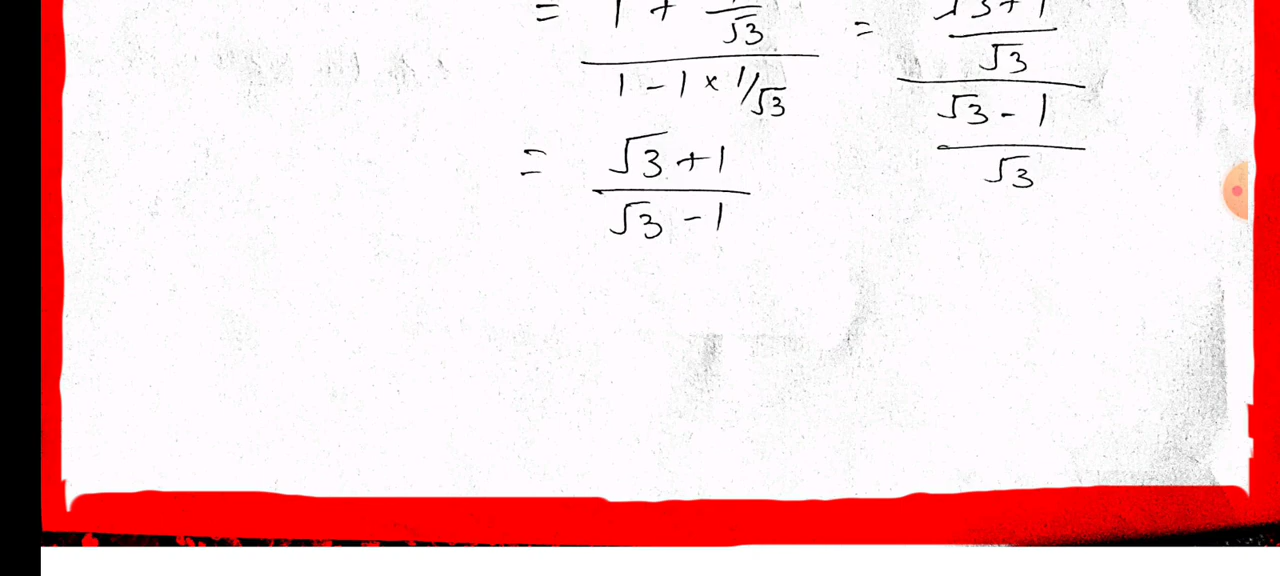 = 1 + 1/√3 / 1 - 1 × 1/√3 = √3+1/√3 / √3-1/√3
= √3+1 / √3-1